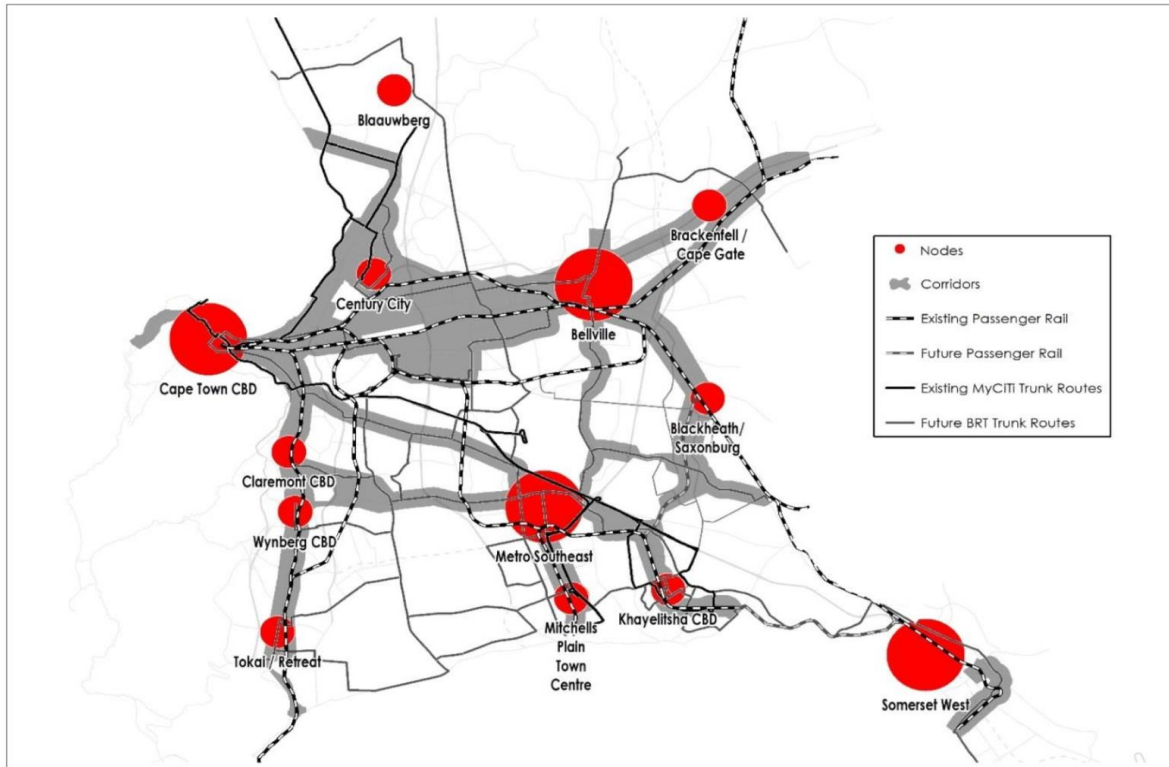 Blaauwberg
Brackenfell /
Cape Gate
Century City
Bellville
Cape Town CBD
Blackheath/
Saxonburg
Claremont CBD
Wynberg CBD
Metro Southeast
Tokai / Retreat
Mitchells
Plain
Town
Centre
Khayelitsha CBD
Somerset West
Nodes
Corridors
Existing Passenger Rail
Future Passenger Rail
Existing MyCiTi Trunk Routes
Future BRT Trunk Routes